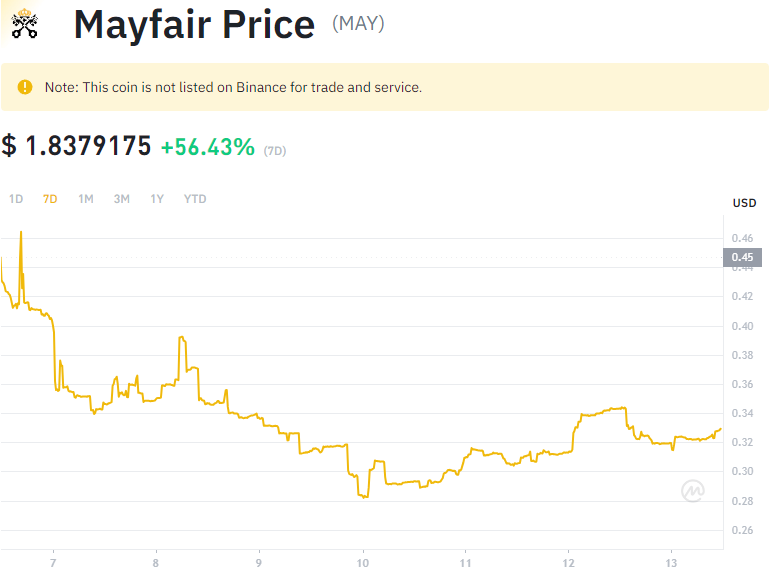 Mayfair Price (MAY)
Note: This coin is not listed on Binance for trade and service.
$ 1.8379175 +56.43% (7D)
1D 7D 1M 3M 1Y YTD
USD
0.46
0.45
0.44
0.42
0.40
0.38
0.36
0.34
0.32
0.30
0.28
0.26
7 8 9 10 11 12 13